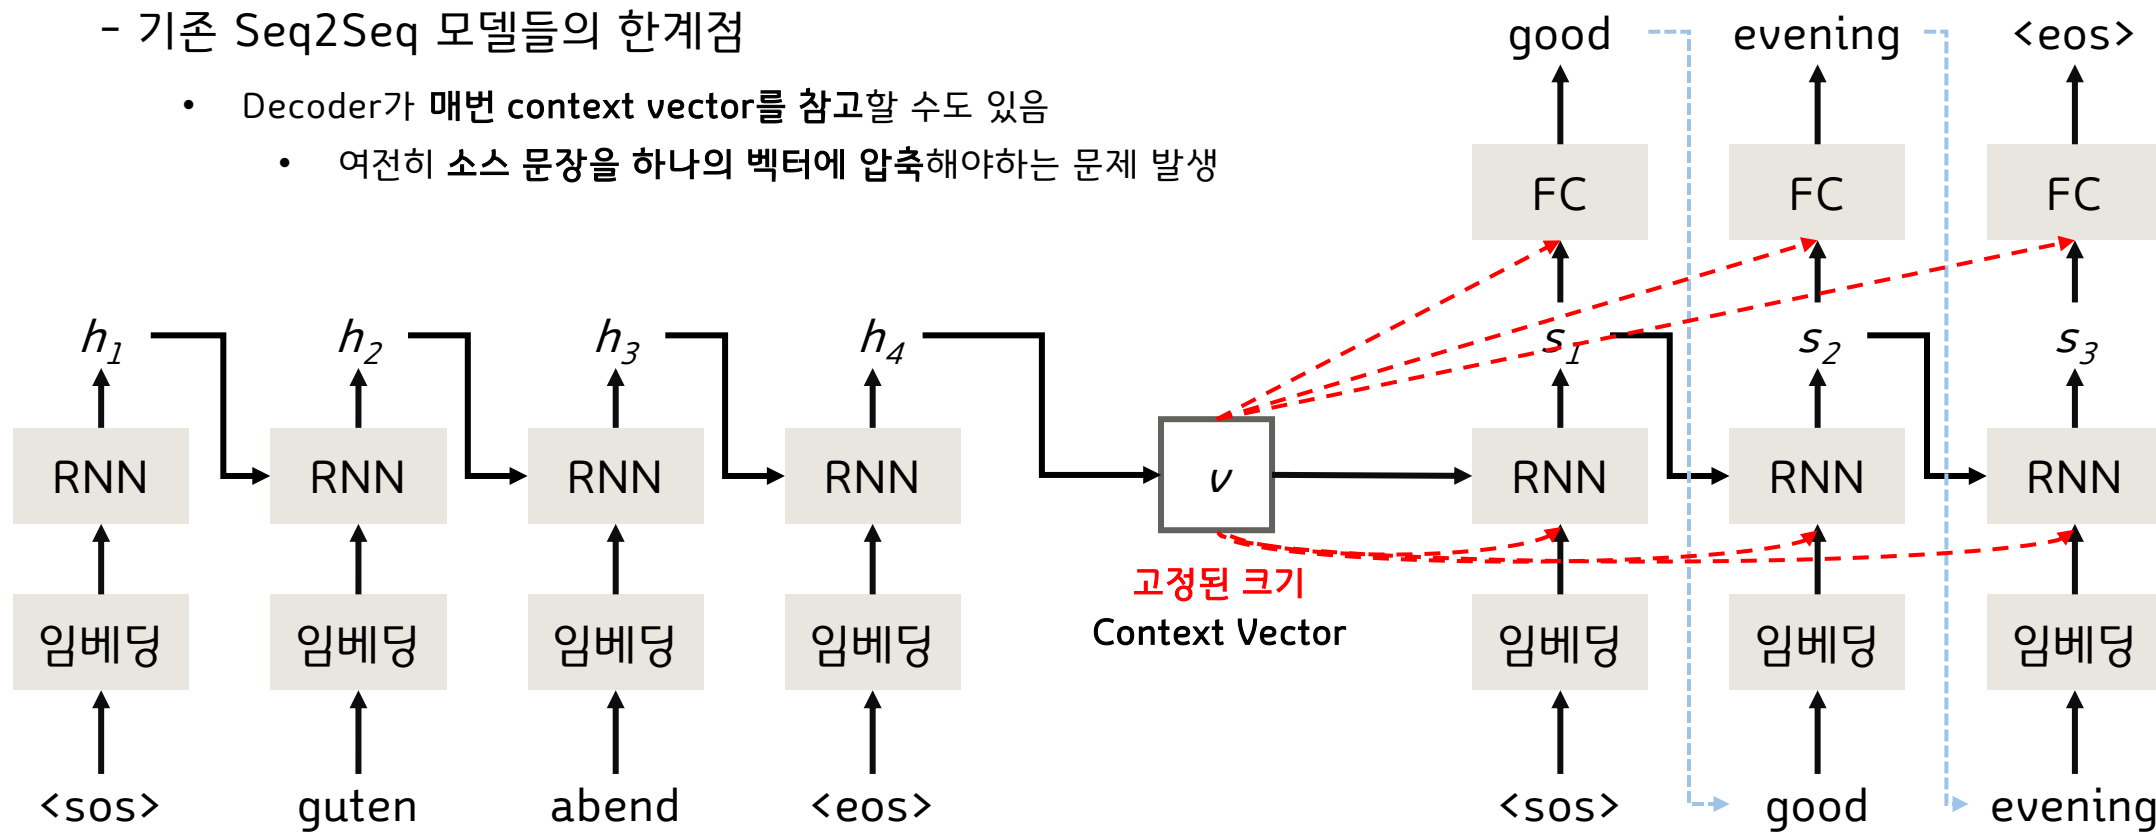 - 기존 Seq2Seq 모델들의 한계점
• Decoder가 매번 context vector를 참고할 수도 있음
• 여전히 소스 문장을 하나의 벡터에 압축해야하는 문제 발생
good evening <eos>
FC FC FC
h1 h2 h3 h4 s1 s2 s3
RNN RNN RNN RNN v RNN RNN RNN
고정된 크기
Context Vector
임베딩 임베딩 임베딩 임베딩 임베딩 임베딩 임베딩
<sos> guten abend <eos> <sos> good evening